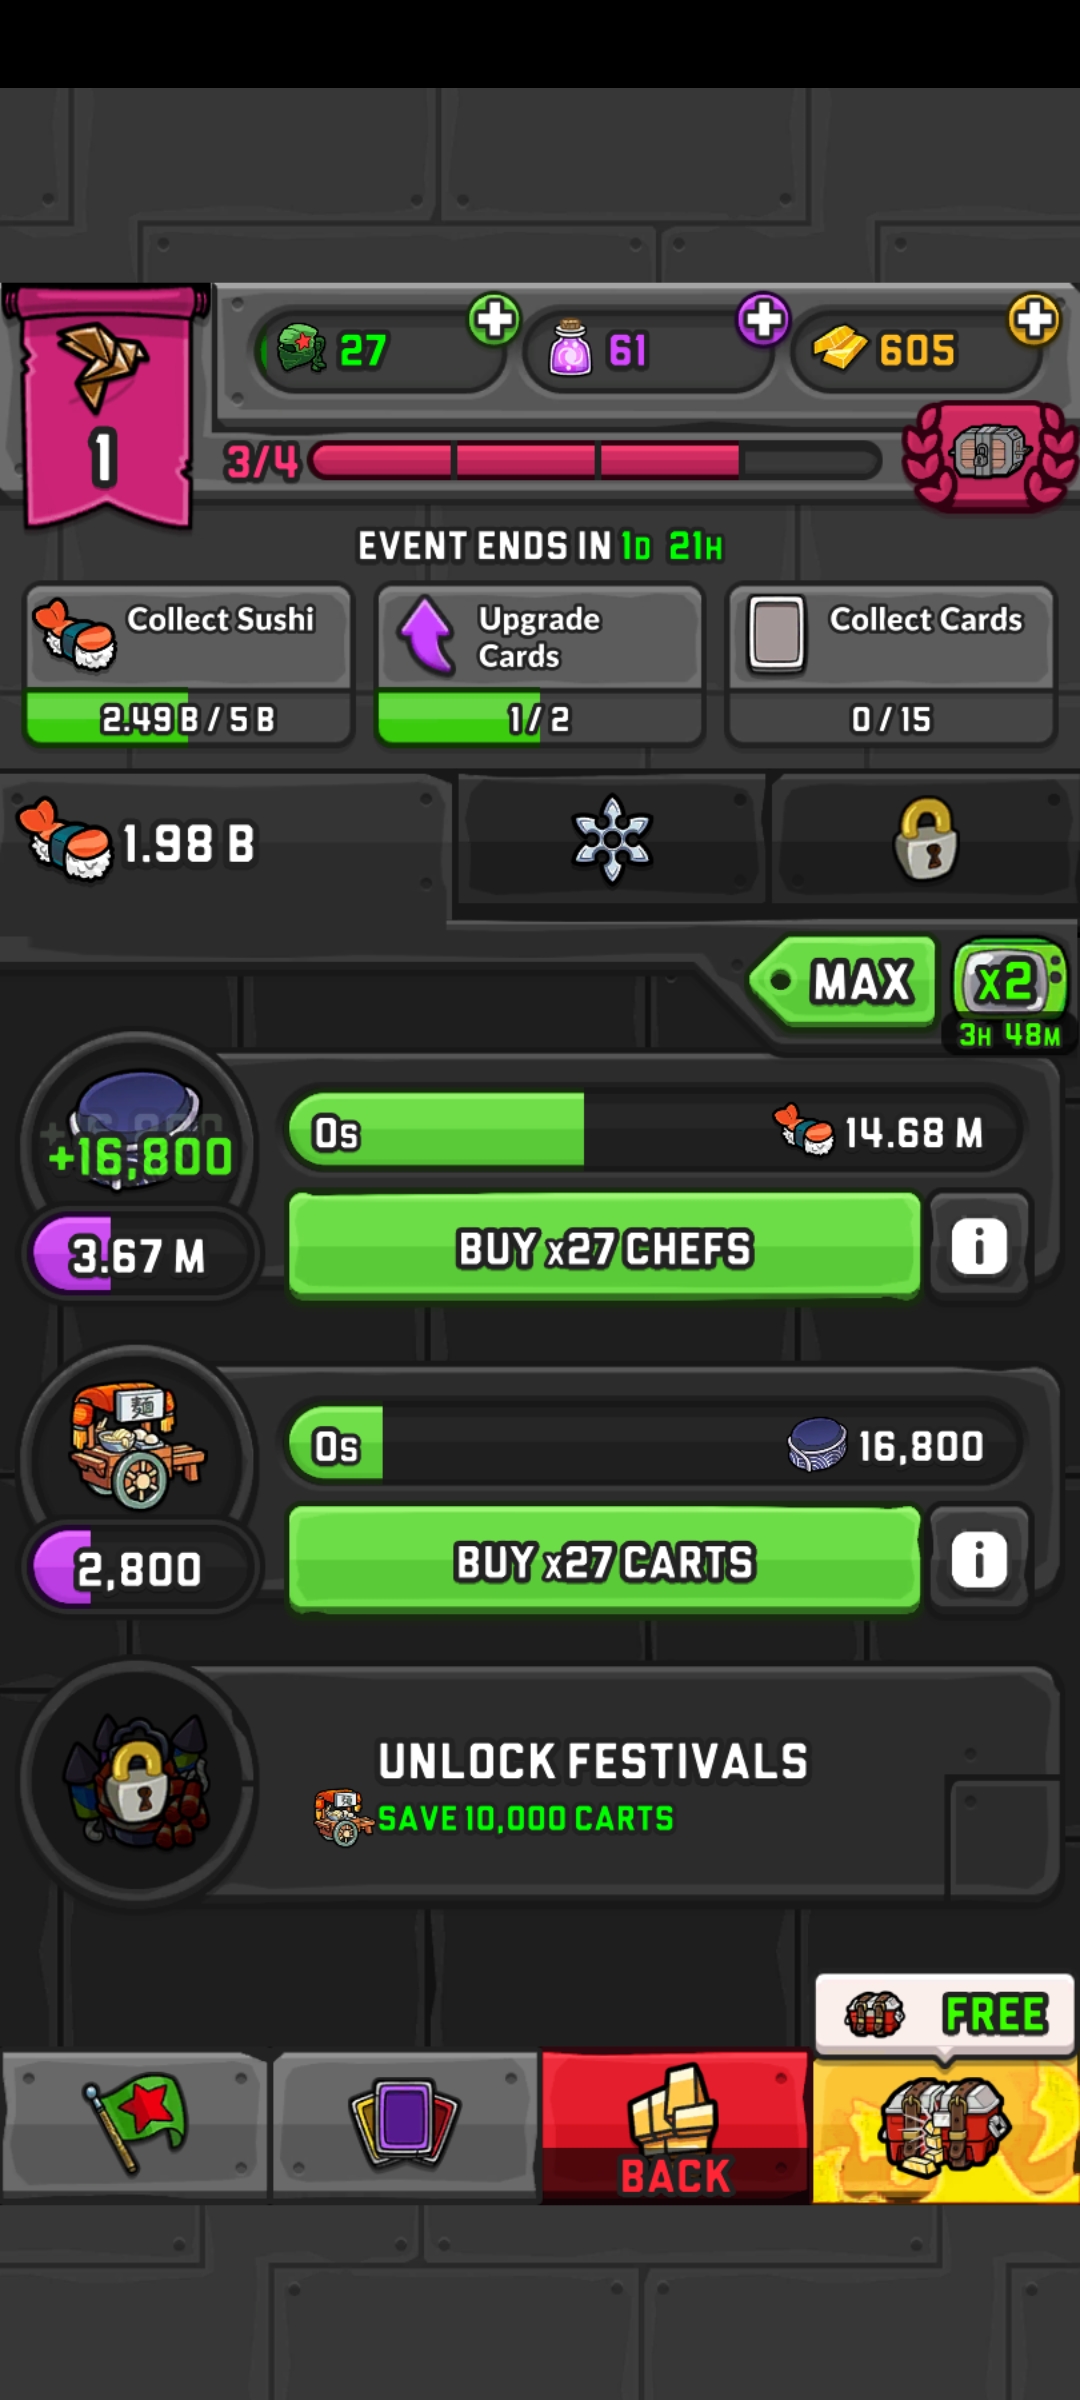 27
61
605
1
3/4
EVENT ENDS IN 1D 21H
Collect Sushi
2.49 B / 5 B
Upgrade
Cards
1 / 2
Collect Cards
0 / 15
1.98 B
MAX
x2
3H 48M
+16,800
0s
14.68 M
3.67 M
BUY x27 CHEFS
i
麺
0s
16,800
2,800
BUY x27 CARTS
i
UNLOCK FESTIVALS
SAVE 10,000 CARTS
FREE
BACK